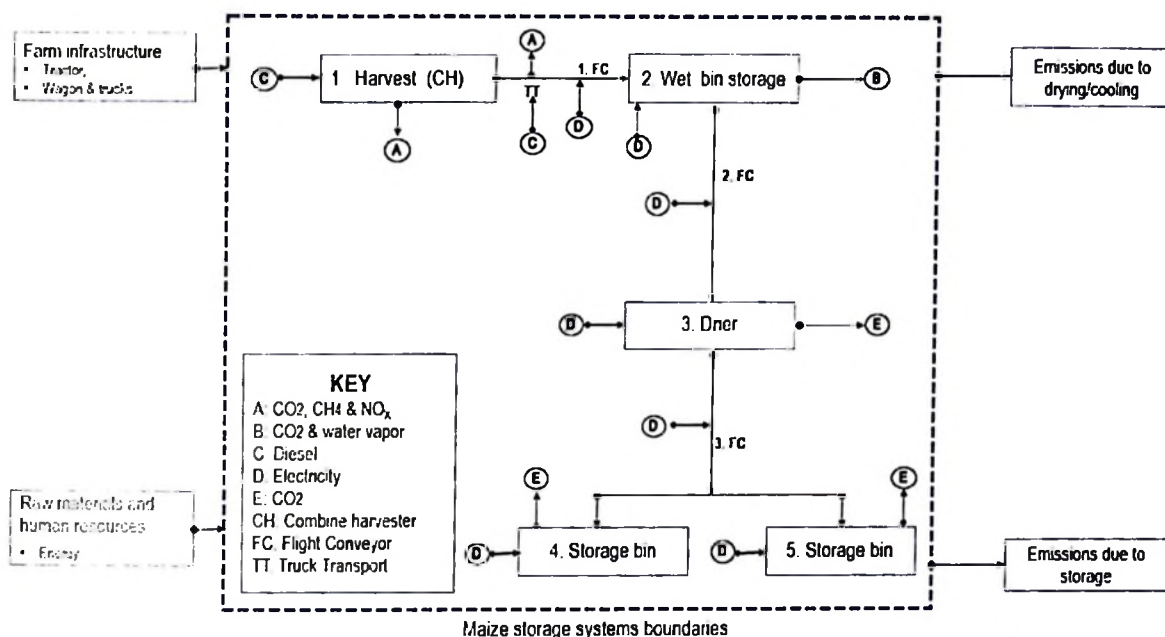 Farm infrastructure
• Tractor,
• Wagon & trucks
C
1 Harvest (CH)
A
A
TT
C
1. FC
D
2 Wet bin storage
D
B
Emissions due to
drying/cooling
2, FC
D
D
3. Drier
E
D
3. FC
KEY
A: CO2, CH4 & NOx
B: CO2 & water vapor
C Diesel
D. Electricity
E: CO2
CH: Combine harvester
FC, Flight Conveyor
TT: Truck Transport
Raw materials and
human resources
• Energy
E
E
D
4. Storage bin
D
5. Storage bin
Emissions due to
storage
Maize storage systems boundaries